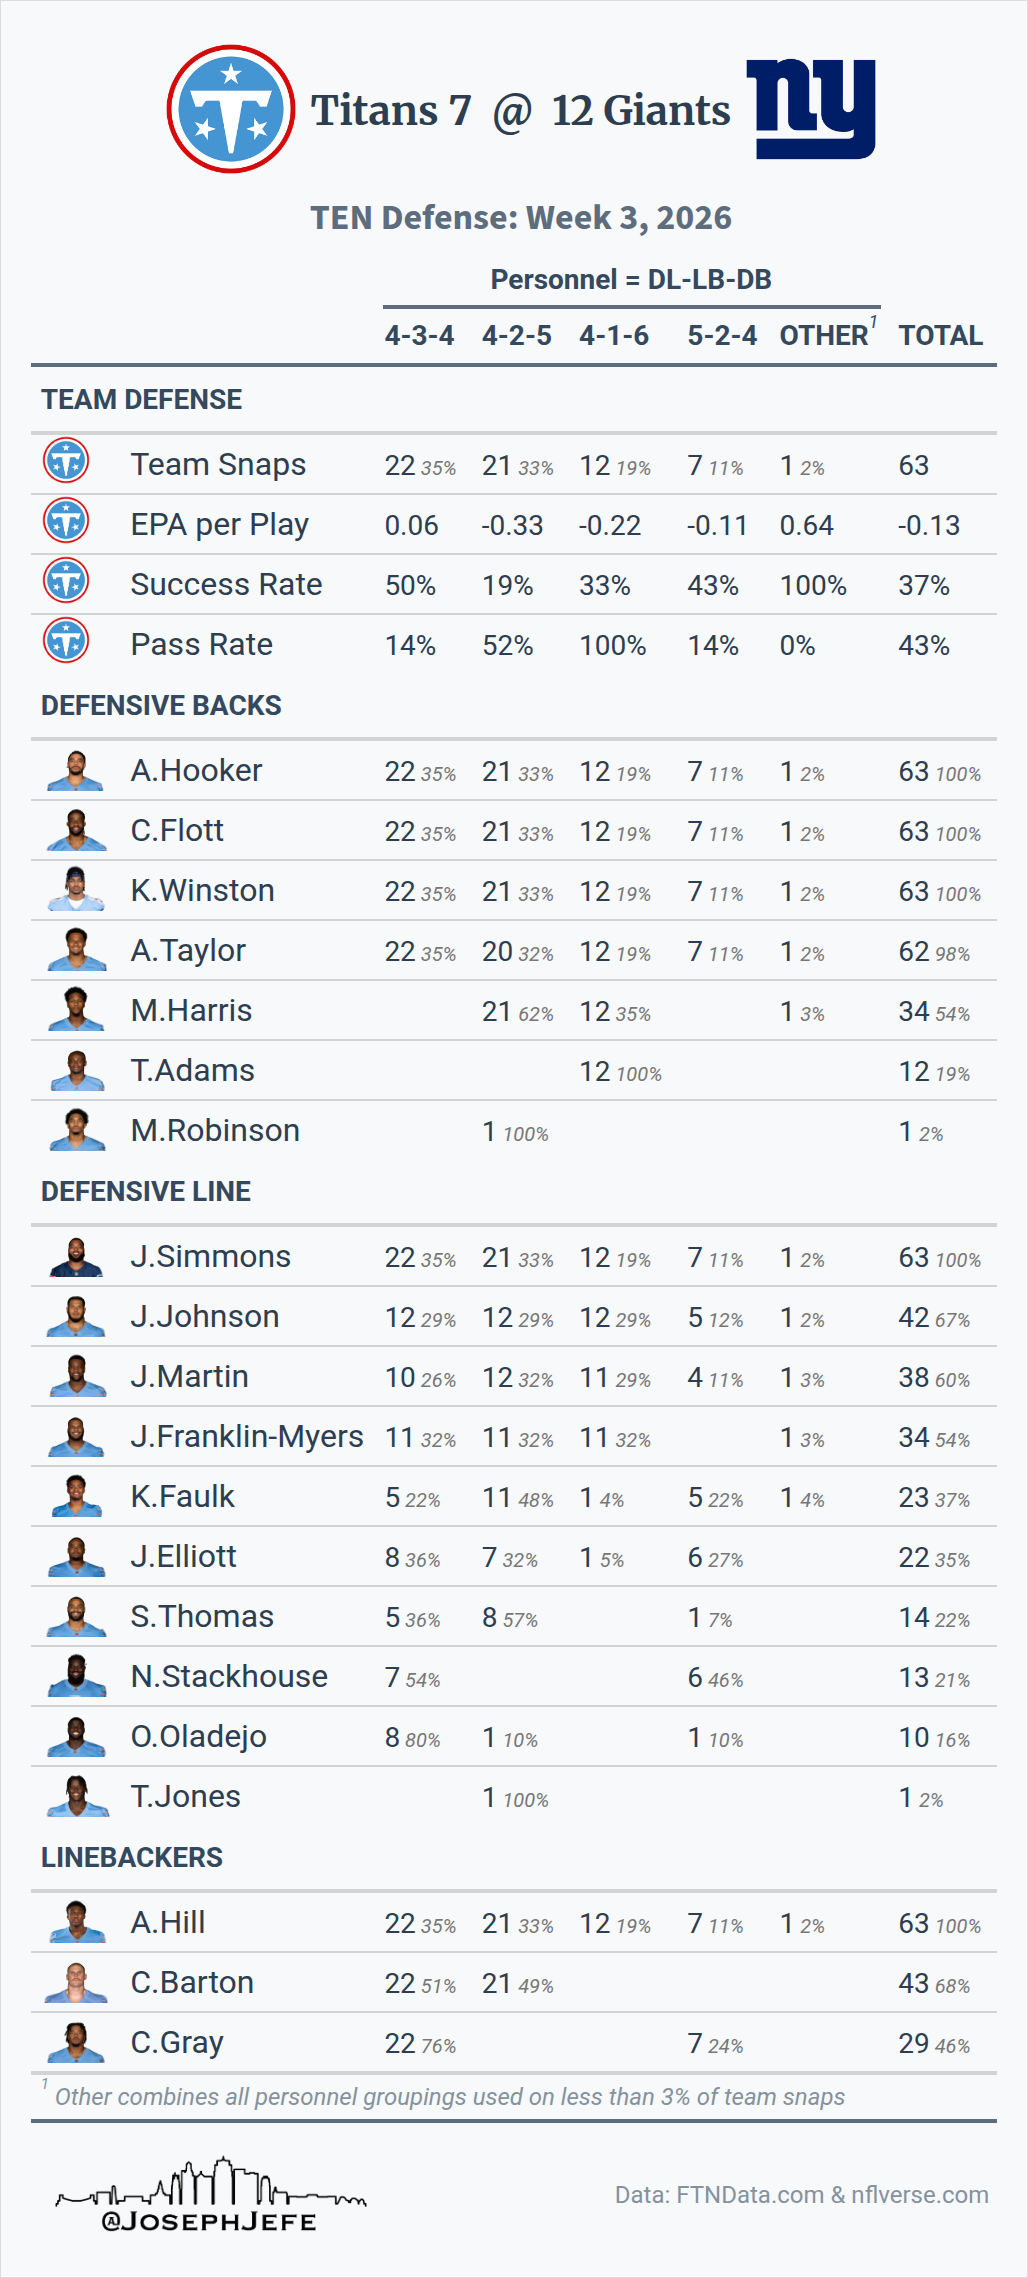 Titans 7 @ 12 Giants
ny
TEN Defense: Week 3, 2026
Personnel = DL-LB-DB
4-3-4 4-2-5 4-1-6 5-2-4 OTHER1 TOTAL
TEAM DEFENSE
Team Snaps 22 35% 21 33% 12 19% 7 11% 1 2% 63
EPA per Play 0.06 -0.33 -0.22 -0.11 0.64 -0.13
Success Rate 50% 19% 33% 43% 100% 37%
Pass Rate 14% 52% 100% 14% 0% 43%
DEFENSIVE BACKS
A.Hooker 22 35% 21 33% 12 19% 7 11% 1 2% 63 100%
C.Flott 22 35% 21 33% 12 19% 7 11% 1 2% 63 100%
K.Winston 22 35% 21 33% 12 19% 7 11% 1 2% 63 100%
A.Taylor 22 35% 20 32% 12 19% 7 11% 1 2% 62 98%
M.Harris 21 62% 12 35% 1 3% 34 54%
T.Adams 12 100% 12 19%
M.Robinson 1 100% 1 2%
DEFENSIVE LINE
J.Simmons 22 35% 21 33% 12 19% 7 11% 1 2% 63 100%
J.Johnson 12 29% 12 29% 12 29% 5 12% 1 2% 42 67%
J.Martin 10 26% 12 32% 11 29% 4 11% 1 3% 38 60%
J.Franklin-Myers 11 32% 11 32% 11 32% 1 3% 34 54%
K.Faulk 5 22% 11 48% 1 4% 5 22% 1 4% 23 37%
J.Elliott 8 36% 7 32% 1 5% 6 27% 22 35%
S.Thomas 5 36% 8 57% 1 7% 14 22%
N.Stackhouse 7 54% 6 46% 13 21%
O.Oladejo 8 80% 1 10% 1 10% 10 16%
T.Jones 1 100% 1 2%
LINEBACKERS
A.Hill 22 35% 21 33% 12 19% 7 11% 1 2% 63 100%
C.Barton 22 51% 21 49% 43 68%
C.Gray 22 76% 7 24% 29 46%
1 Other combines all personnel groupings used on less than 3% of team snaps
@JosephJefe
Data: FTNData.com & nflverse.com